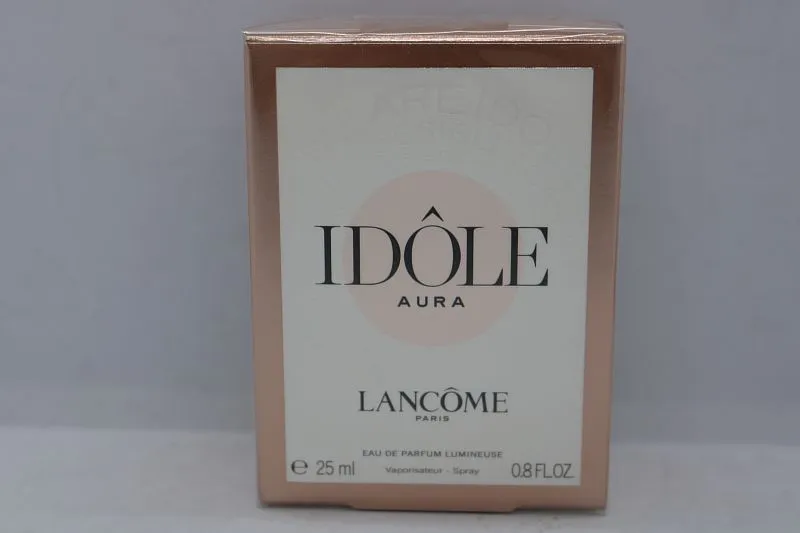 IDÔLE
AURA
LANCÔME
PARIS
EAU DE PARFUM LUMINEUSE
℮ 25 ml Vaporisateur - Spray 0.8 FL.OZ.